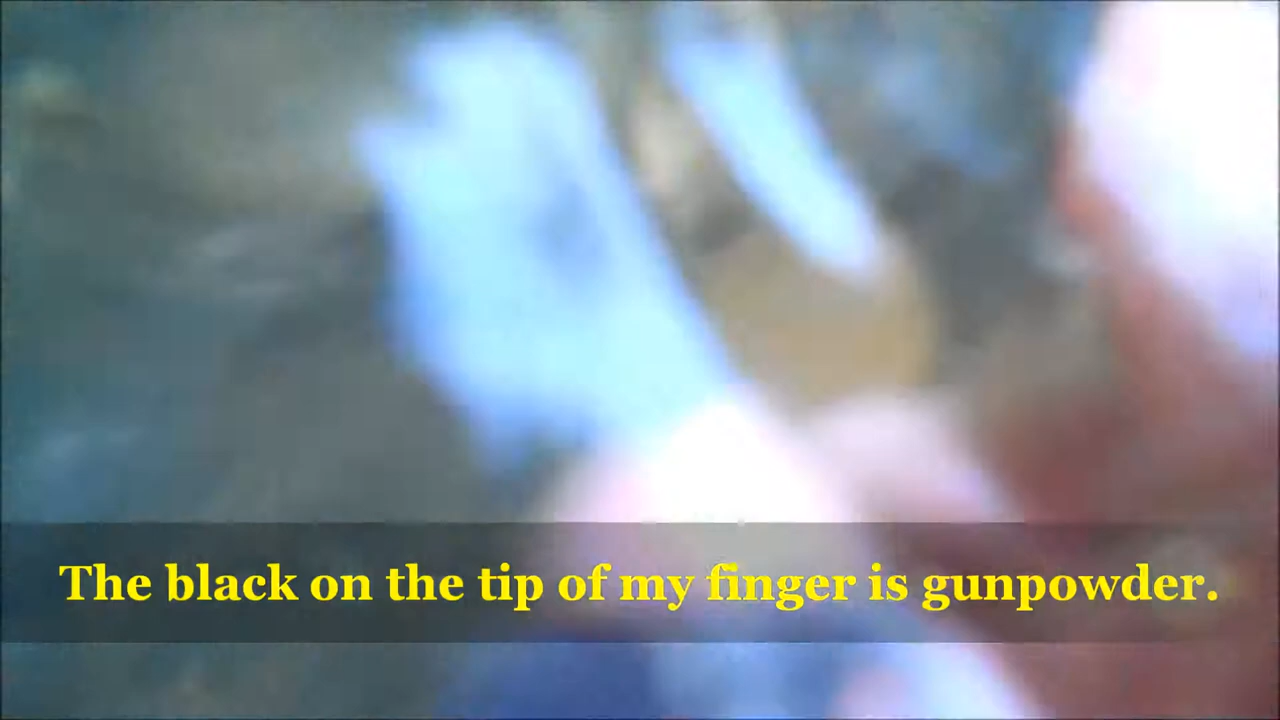 The black on the tip of my finger is gunpowder.